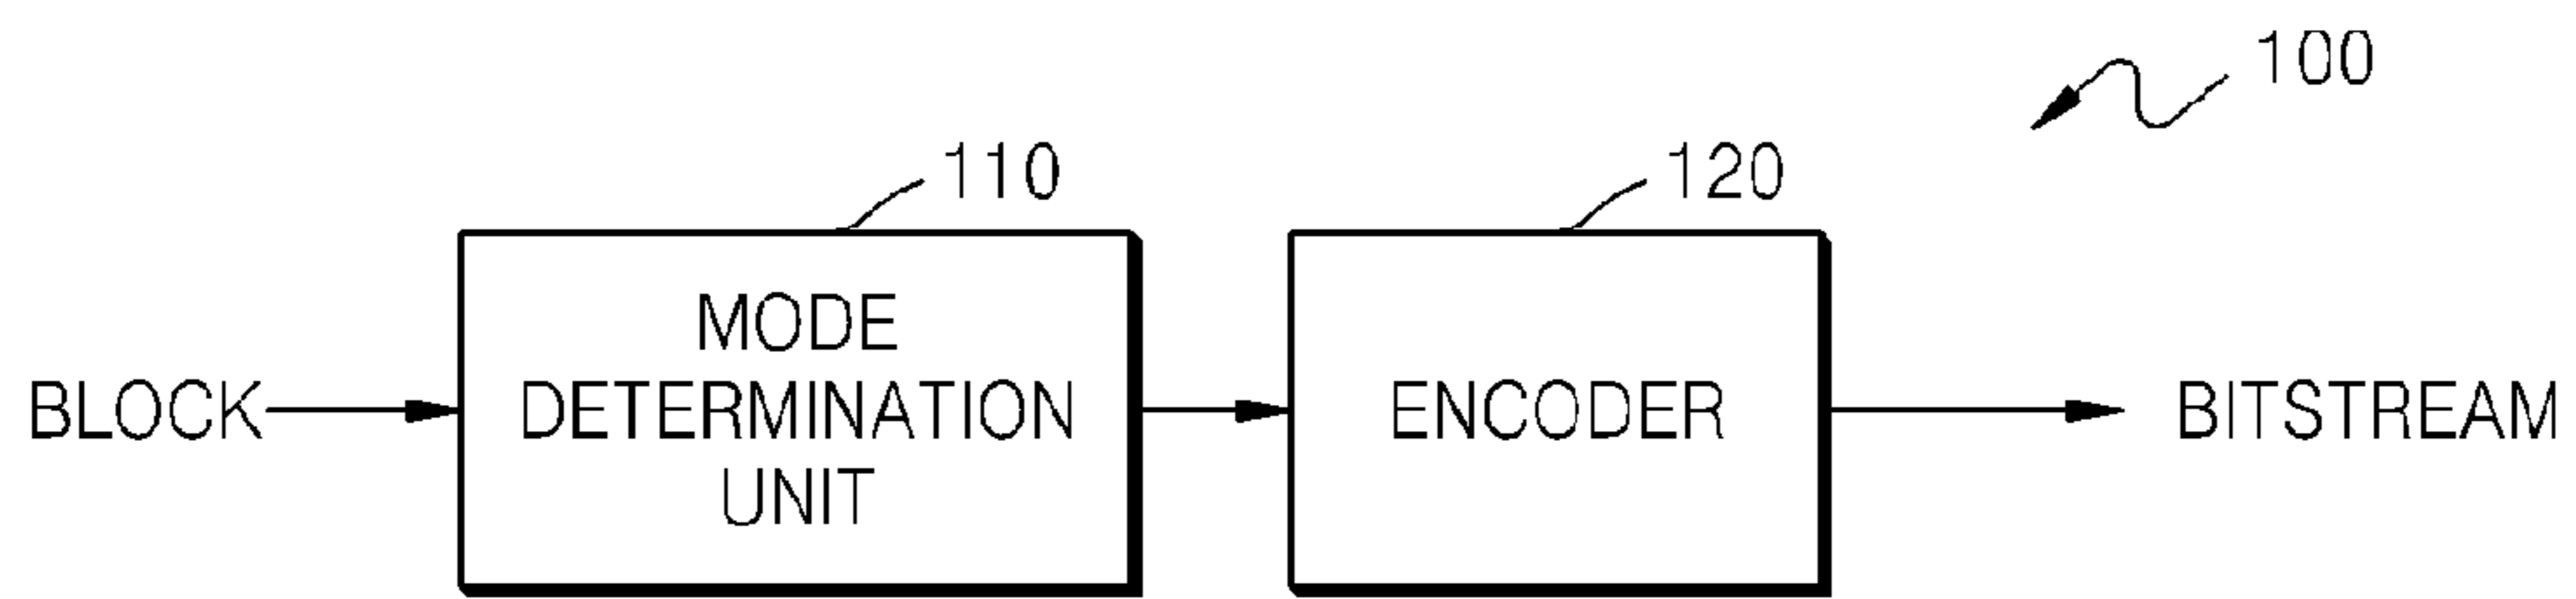 100
110
120
MODE
DETERMINATION
UNIT
BLOCK
ENCODER
BITSTREAM